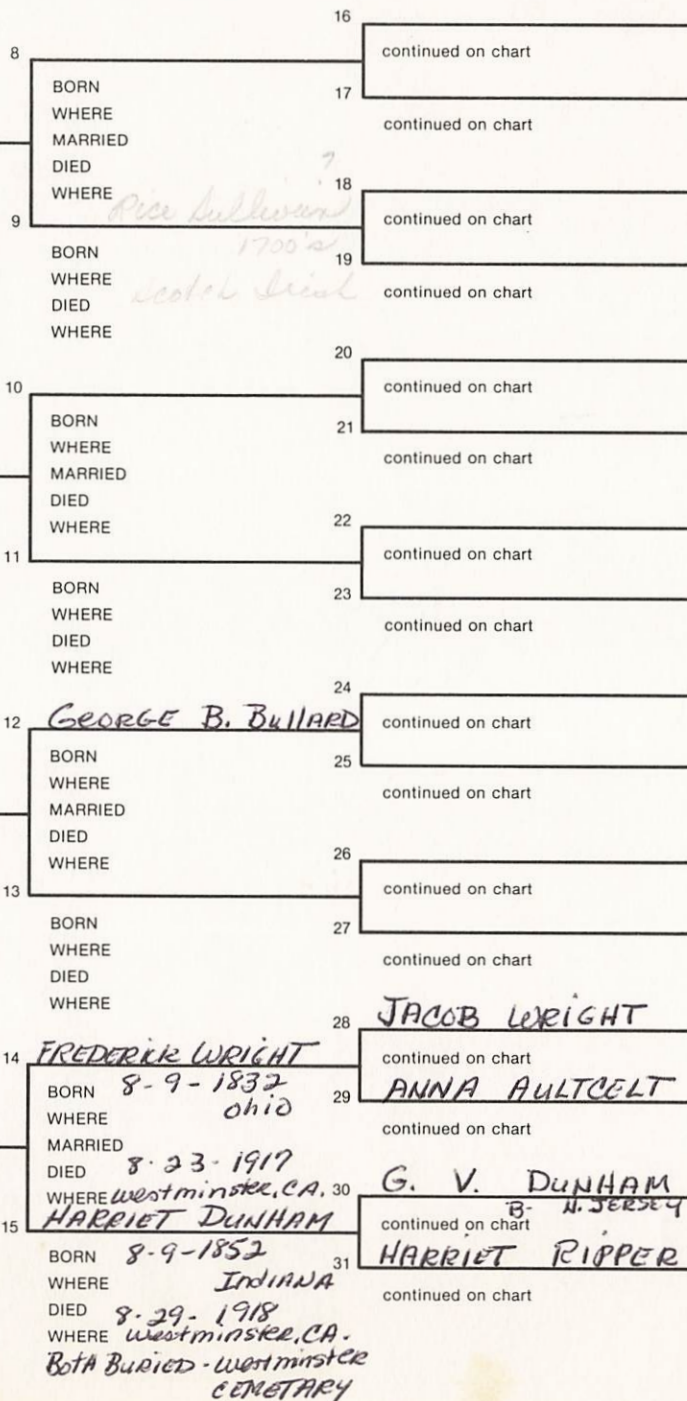 16
continued on chart
8
BORN
17
WHERE
continued on chart
MARRIED
DIED
?
WHERE
18
Rice Sullivan
continued on chart
9
1700's
19
BORN
WHERE
Scotch Irish
continued on chart
DIED
WHERE
20
continued on chart
10
BORN
21
WHERE
continued on chart
MARRIED
DIED
WHERE
22
continued on chart
11
23
BORN
continued on chart
WHERE
DIED
WHERE
24
12 GEORGE B. BULLARD
continued on chart
BORN
25
WHERE
continued on chart
MARRIED
DIED
WHERE
26
continued on chart
13
27
BORN
continued on chart
WHERE
DIED
WHERE
28 JACOB WRIGHT
14 FREDERICK WRIGHT
continued on chart
BORN 8-9-1832
29 ANNA AULTCELT
WHERE Ohio
continued on chart
MARRIED
DIED 8-23-1917
WHERE Westminster, CA.
30 G. V. DUNHAM
B- N. JERSEY
15 HARRIET DUNHAM
continued on chart
BORN 8-9-1852
31 HARRIET RIPPER
WHERE INDIANA
continued on chart
DIED 8-29-1918
WHERE Westminster, CA.
BOTH BURIED - Westminster
CEMETARY